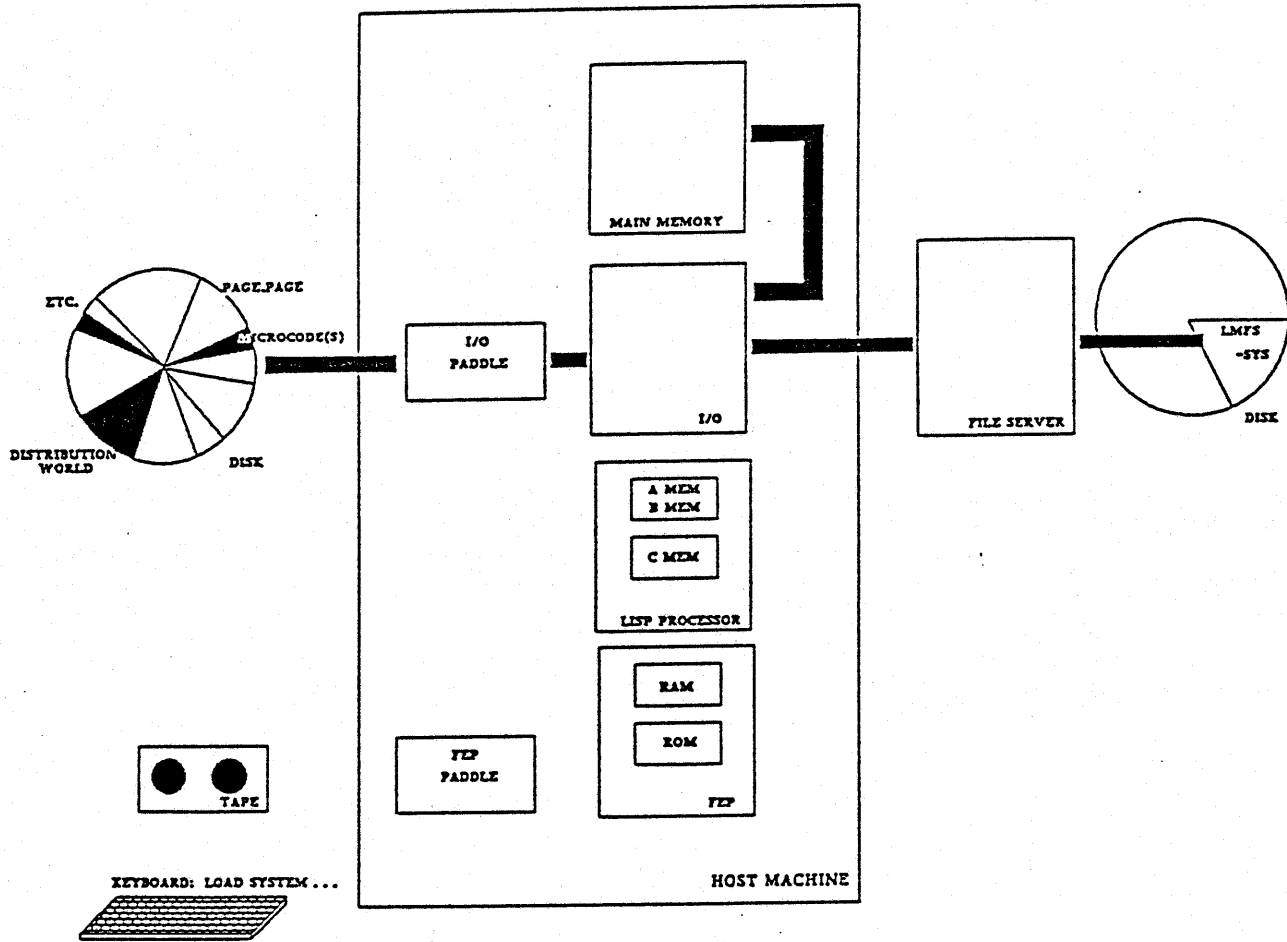 MAIN MEMORY
ETC.
PAGE.PAGE
MICROCODE(S)
DISTRIBUTION
WORLD
DISK
I/O
PADDLE
I/O
FILE SERVER
LMFS
-SYS
DISK
A MEM
B MEM
C MEM
LISP PROCESSOR
RAM
ROM
FEP
FEP
PADDLE
TAPE
KEYBOARD: LOAD SYSTEM ...
HOST MACHINE